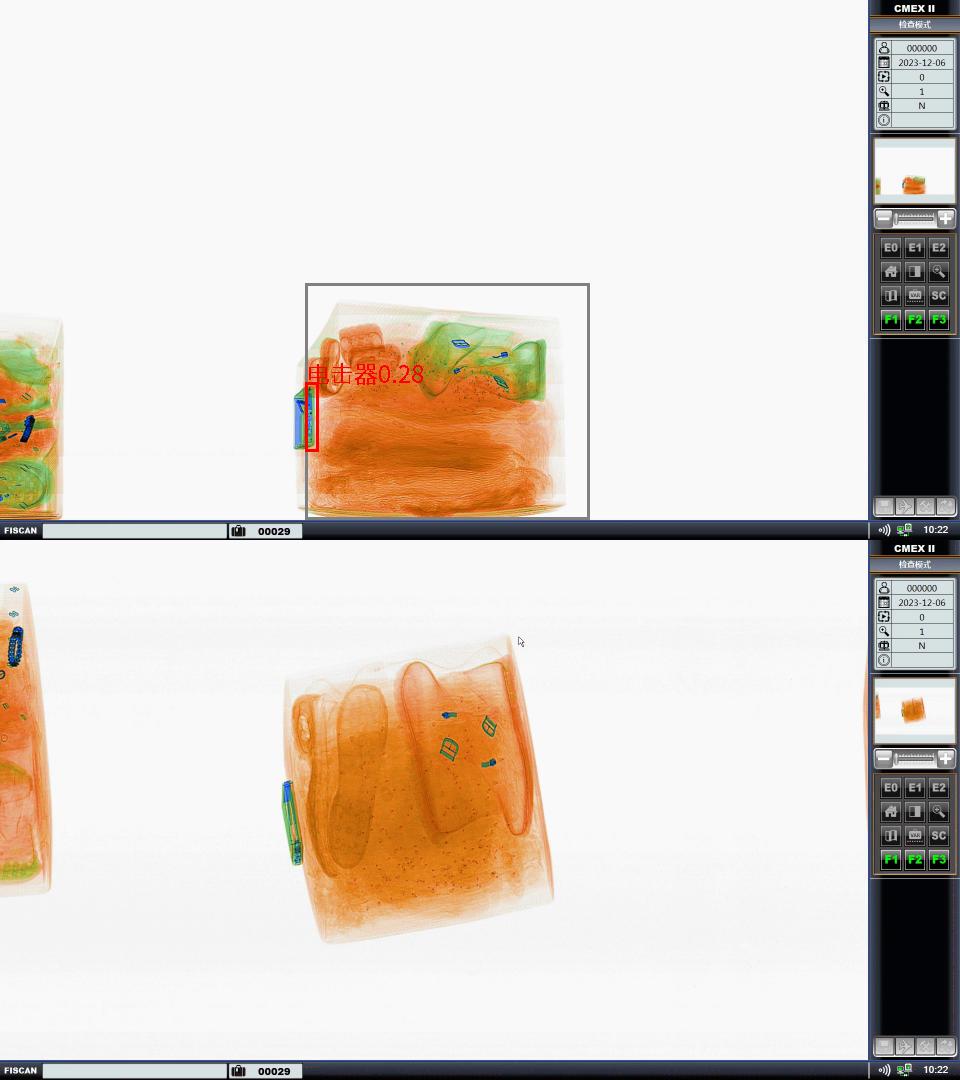 CMEX II
检查模式
000000
2023-12-06
0
1
N
E0 E1 E2
SC
F1 F2 F3
电击器0.28
FISCAN
00029
10:22
CMEX II
检查模式
000000
2023-12-06
0
1
N
E0 E1 E2
SC
F1 F2 F3
FISCAN
00029
10:22